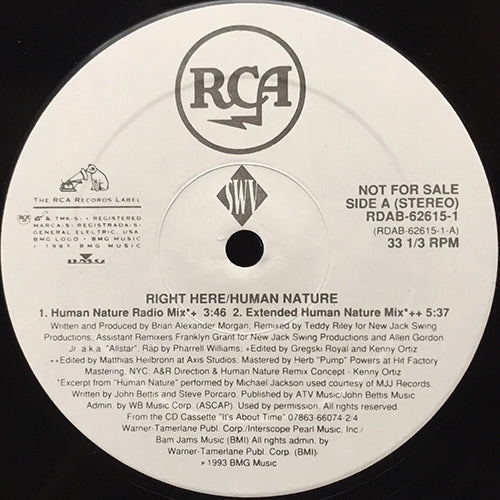 RCA
SWV
NOT FOR SALE
SIDE A (STEREO)
RDAB-62615-1
(RDAB-62615-1-A)
33 1/3 RPM
THE RCA RECORDS LABEL
TMK(S) ® REGISTERED
MARCA(S) REGISTRADA(S)
GENERAL ELECTRIC, USA
BMG LOGO ® BMG MUSIC
℗ 1993 BMG MUSIC
BMG
RIGHT HERE/HUMAN NATURE
1. Human Nature Radio Mix*+ 3:46 2. Extended Human Nature Mix*++ 5:37
Written and Produced by Brian Alexander Morgan, Remixed by Teddy Riley for New Jack Swing
Productions; Assistant Remixers Franklyn Grant for New Jack Swing Productions and Allen Gordon
Jr. a.k.a. "Allstar", Rap by Pharrell Williams; +Edited by Gregski Royal and Kenny Ortiz
++Edited by Matthias Heilbronn at Axis Studios, Mastered by Herb "Pump" Powers at Hit Factory
Mastering, NYC; A&R Direction & Human Nature Remix Concept - Kenny Ortiz
*Excerpt from "Human Nature" performed by Michael Jackson used courtesy of MJJ Records.
Written by John Bettis and Steve Porcaro. Published by ATV Music/John Bettis Music
Admin. by WB Music Corp. (ASCAP). Used by permission. All rights reserved.
From the CD Cassette "It's About Time" 07863-66074 2/4
Warner-Tamerlane Publ. Corp./Interscope Pearl Music, Inc./
Bam Jams Music (BMI) All rights admin. by
Warner-Tamerlane Publ. Corp. (BMI)
℗1993 BMG Music